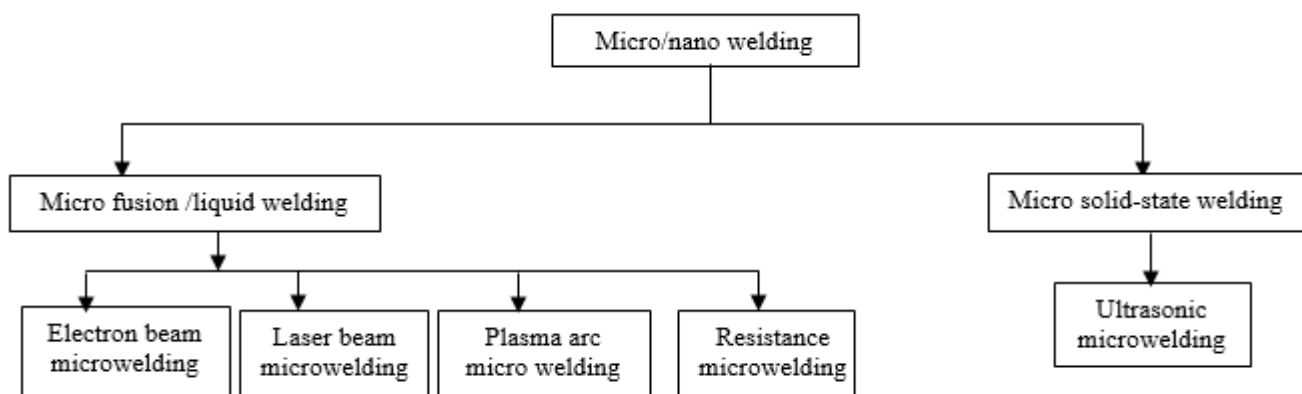 Micro/nano welding
Micro fusion /liquid welding
Micro solid-state welding
Electron beam
microwelding
Laser beam
microwelding
Plasma arc
micro welding
Resistance
microwelding
Ultrasonic
microwelding